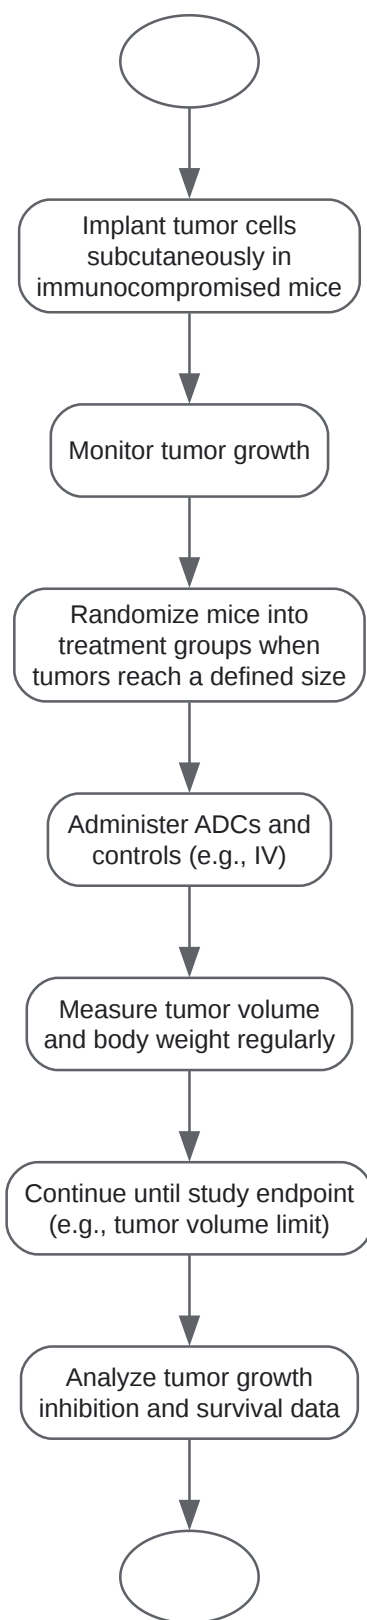 Implant tumor cells
subcutaneously in
immunocompromised mice
Monitor tumor growth
Randomize mice into
treatment groups when
tumors reach a defined size
Administer ADCs and
controls (e.g., IV)
Measure tumor volume
and body weight regularly
Continue until study endpoint
(e.g., tumor volume limit)
Analyze tumor growth
inhibition and survival data